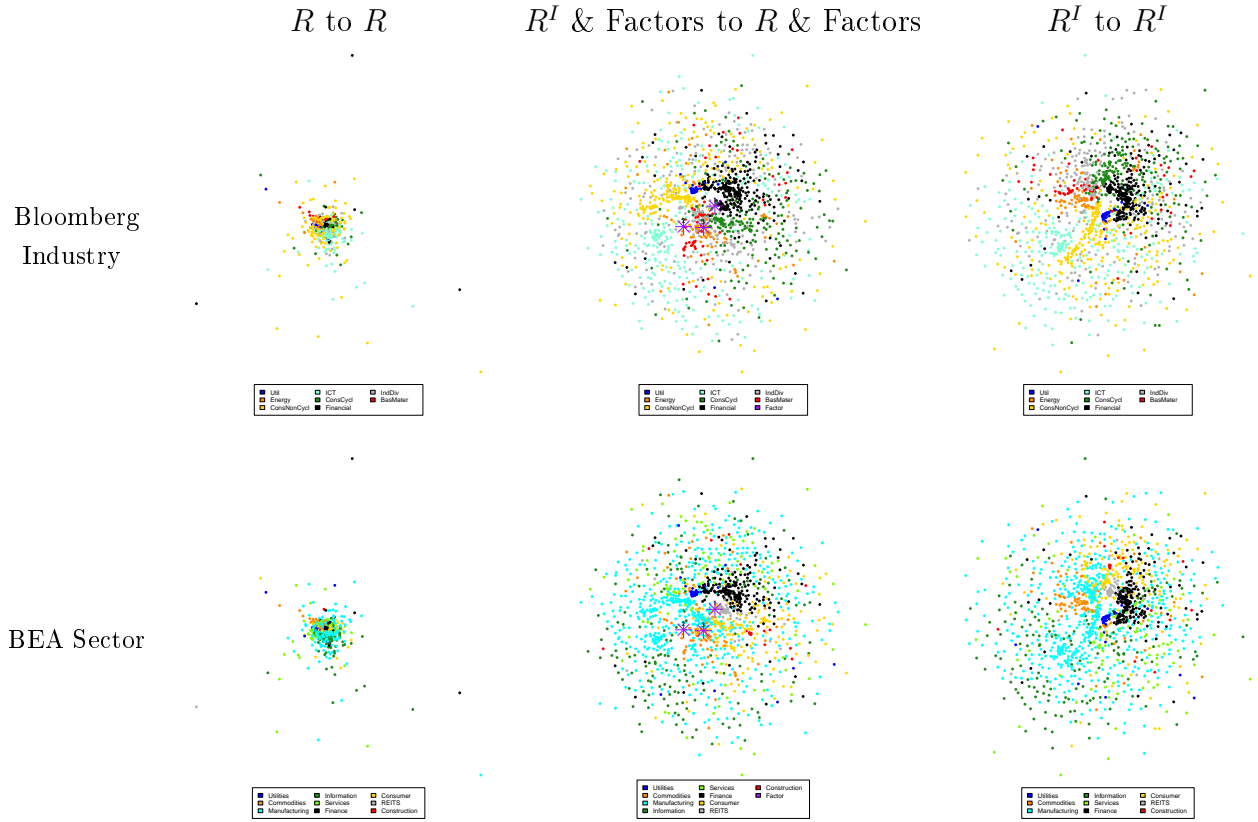 R to R
R^I & Factors to R & Factors
R^I to R^I
Bloomberg
Industry
Util ICT IndDiv
Energy ConsCycl BasMater
ConsNonCycl Financial
Util ICT IndDiv
Energy ConsCycl BasMater
ConsNonCycl Financial Factor
Util ICT IndDiv
Energy ConsCycl BasMater
ConsNonCycl Financial
BEA Sector
Utilities Information Consumer
Commodities Services REITS
Manufacturing Finance Construction
Utilities Services Construction
Commodities Finance Factor
Manufacturing Consumer
Information REITS
Utilities Information Consumer
Commodities Services REITS
Manufacturing Finance Construction